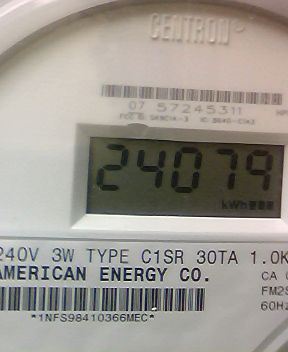 CENTRON®
07 57245311
24079
kWh
240V 3W TYPE C1SR 30TA 1.0K
AMERICAN ENERGY CO.
CA
FM2S
60HZ
*1NFS98410366MEC*